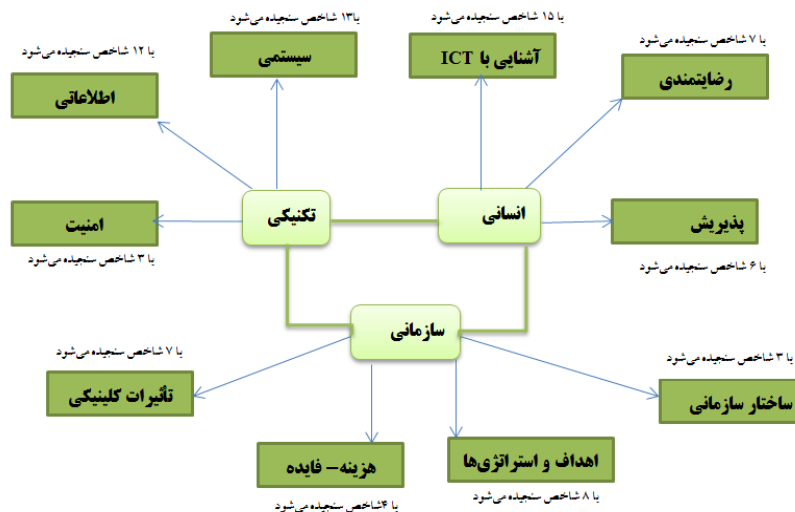 با ۱۵ شاخص سنجیده می‌شود
آشنایی با ICT
با ۷ شاخص سنجیده می‌شود
رضایتمندی
با ۱۳ شاخص سنجیده می‌شود
سیستمی
با ۱۲ شاخص سنجیده می‌شود
اطلاعاتی
انسانی
تکنیکی
پذیریش
با ۶ شاخص سنجیده می‌شود
امنیت
با ۳ شاخص سنجیده می‌شود
سازمانی
با ۳ شاخص سنجیده می‌شود
ساختار سازمانی
با ۷ شاخص سنجیده می‌شود
تأثیرات کلینیکی
اهداف و استراتژی‌ها
با ۸ شاخص سنجیده می‌شود
هزینه- فایده
با ۴شاخص سنجیده می‌شود